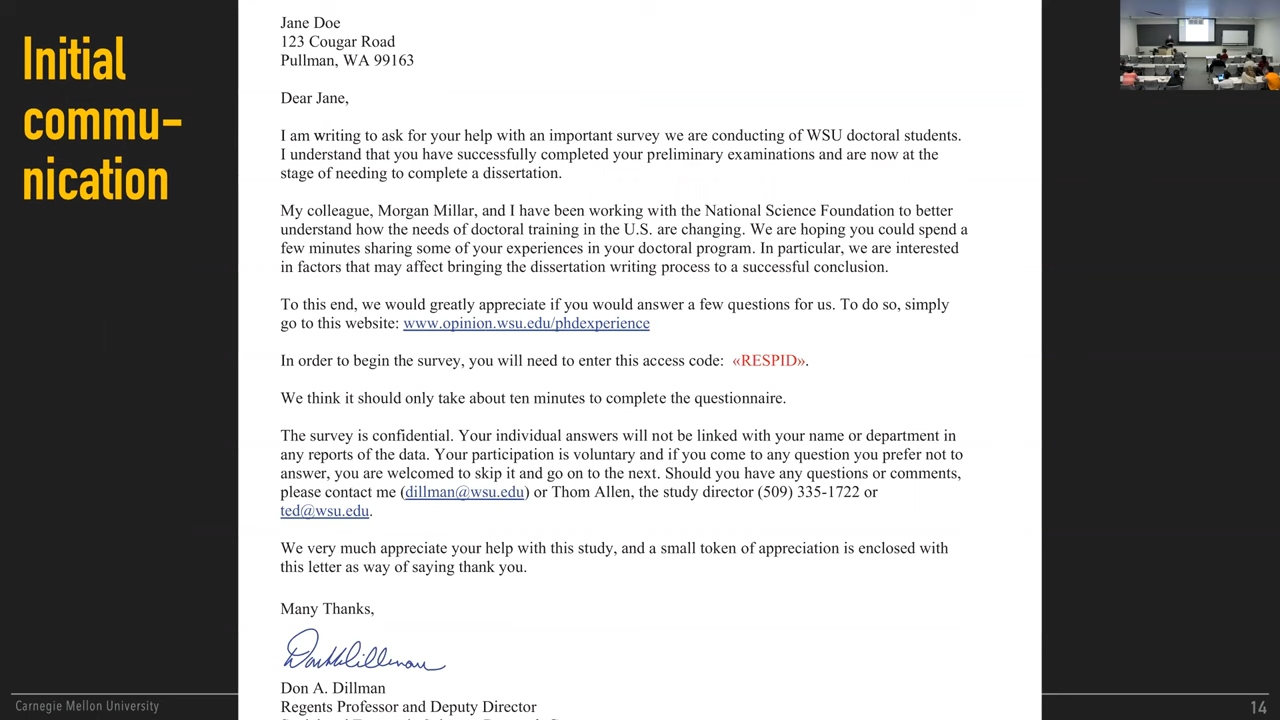 Initial
commu-
nication
Jane Doe
123 Cougar Road
Pullman, WA 99163
Dear Jane,
I am writing to ask for your help with an important survey we are conducting of WSU doctoral students.
I understand that you have successfully completed your preliminary examinations and are now at the
stage of needing to complete a dissertation.
My colleague, Morgan Millar, and I have been working with the National Science Foundation to better
understand how the needs of doctoral training in the U.S. are changing. We are hoping you could spend a
few minutes sharing some of your experiences in your doctoral program. In particular, we are interested
in factors that may affect bringing the dissertation writing process to a successful conclusion.
To this end, we would greatly appreciate if you would answer a few questions for us. To do so, simply
go to this website: www.opinion.wsu.edu/phdexperience
In order to begin the survey, you will need to enter this access code: «RESPID».
We think it should only take about ten minutes to complete the questionnaire.
The survey is confidential. Your individual answers will not be linked with your name or department in
any reports of the data. Your participation is voluntary and if you come to any question you prefer not to
answer, you are welcomed to skip it and go on to the next. Should you have any questions or comments,
please contact me (dillman@wsu.edu) or Thom Allen, the study director (509) 335-1722 or
ted@wsu.edu.
We very much appreciate your help with this study, and a small token of appreciation is enclosed with
this letter as way of saying thank you.
Many Thanks,
Don A. Dillman
Regents Professor and Deputy Director
Carnegie Mellon University
14